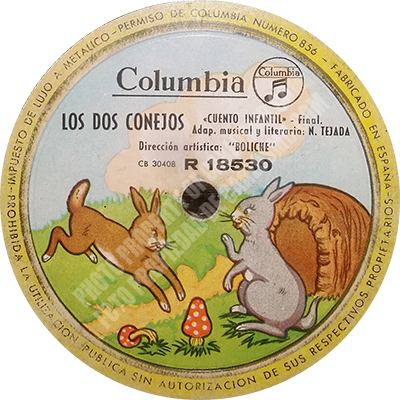 IMPUESTO DE LUJO A METALICO - PERMISO DE COLUMBIA NUMERO 856 - FABRICADO EN ESPAÑA -
Columbia
Columbia
LOS DOS CONEJOS «CUENTO INFANTIL» - Final.
Adap. musical y literaria: N. TEJADA
Dirección artística: "BOLICHE"
CB 30408 R 18530
PROHIBIDA LA UTILIZACION PUBLICA SIN AUTORIZACION DE SUS RESPECTIVOS PROPIETARIOS -